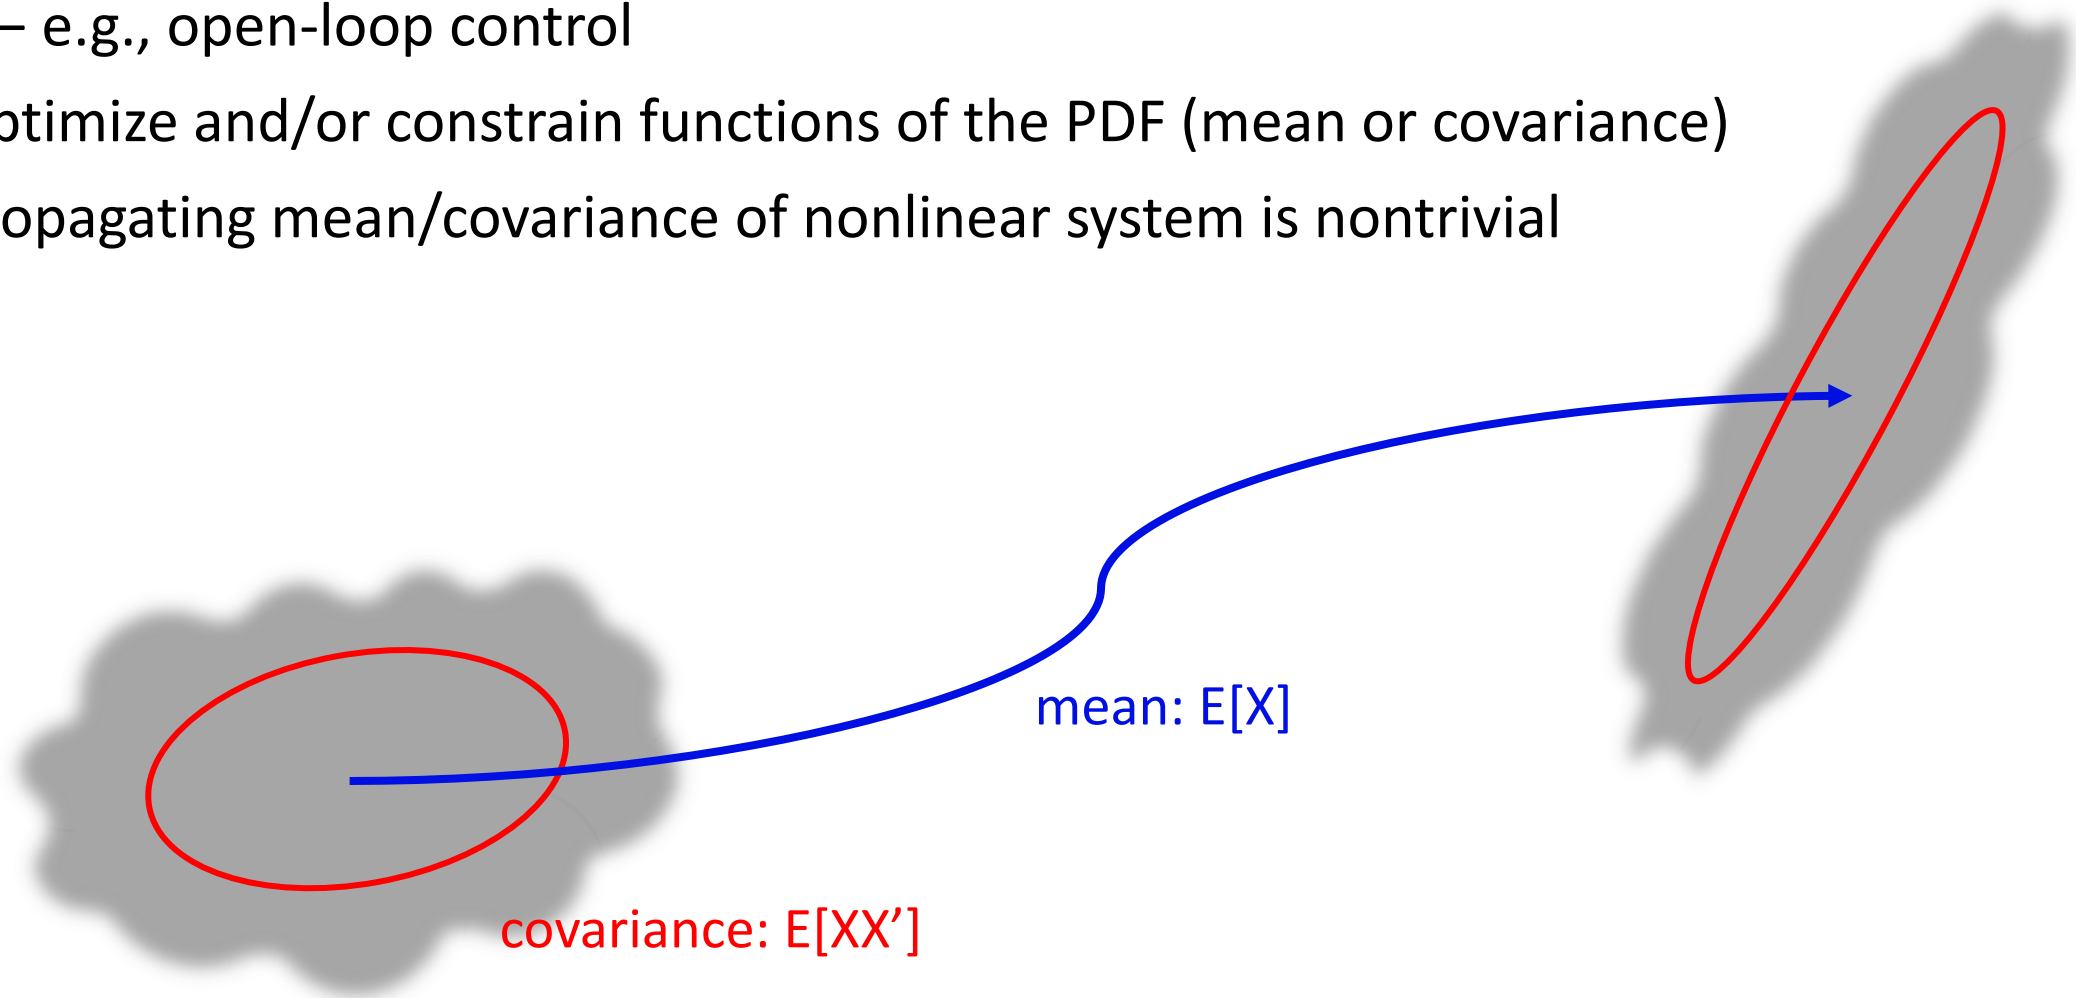 – e.g., open-loop control
ptimize and/or constrain functions of the PDF (mean or covariance)
opagating mean/covariance of nonlinear system is nontrivial
mean: E[X]
covariance: E[XX’]